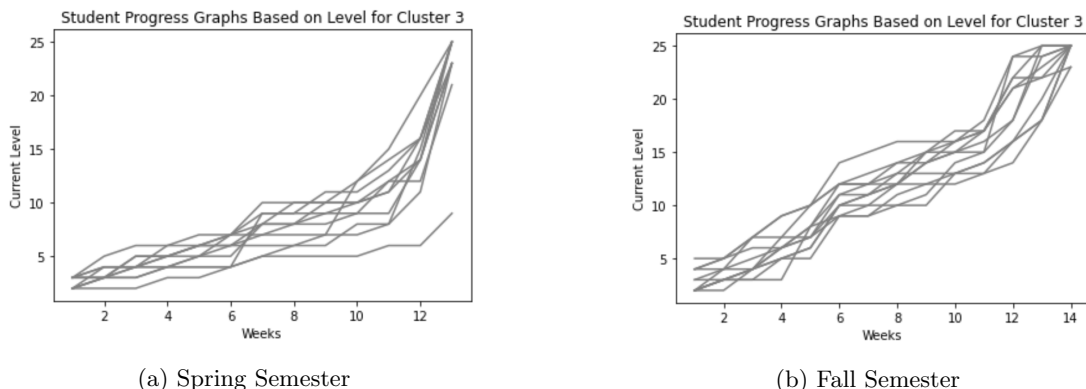 Student Progress Graphs Based on Level for Cluster 3
25
20
15
10
5
Current Level
2 4 6 8 10 12
Weeks
(a) Spring Semester
Student Progress Graphs Based on Level for Cluster 3
25
20
15
10
5
Current Level
2 4 6 8 10 12 14
Weeks
(b) Fall Semester